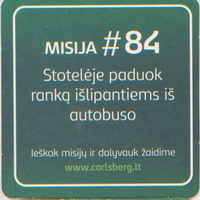 MISIJA #84
Stotelėje paduok
ranką išlipantiems iš
autobuso
Ieškok misijų ir dalyvauk žaidime
www.carlsberg.lt